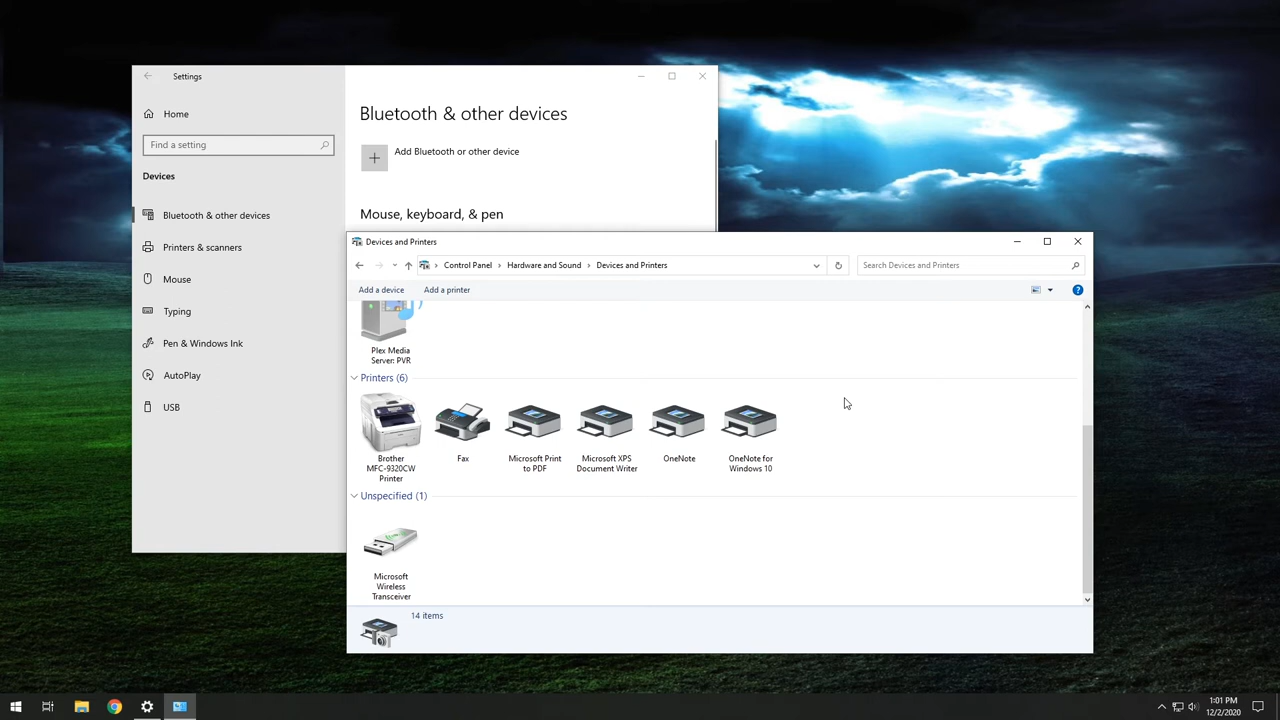 Settings
Home
Find a setting
Devices
Bluetooth & other devices
Printers & scanners
Mouse
Typing
Pen & Windows Ink
AutoPlay
USB
Bluetooth & other devices
Add Bluetooth or other device
Mouse, keyboard, & pen
Devices and Printers
Control Panel > Hardware and Sound > Devices and Printers
Search Devices and Printers
Add a device
Add a printer
Plex Media
Server: PVR
Printers (6)
Brother
MFC-9320CW
Printer
Fax
Microsoft Print
to PDF
Microsoft XPS
Document Writer
OneNote
OneNote for
Windows 10
Unspecified (1)
Microsoft
Wireless
Transceiver
14 items
1:01 PM
12/2/2020